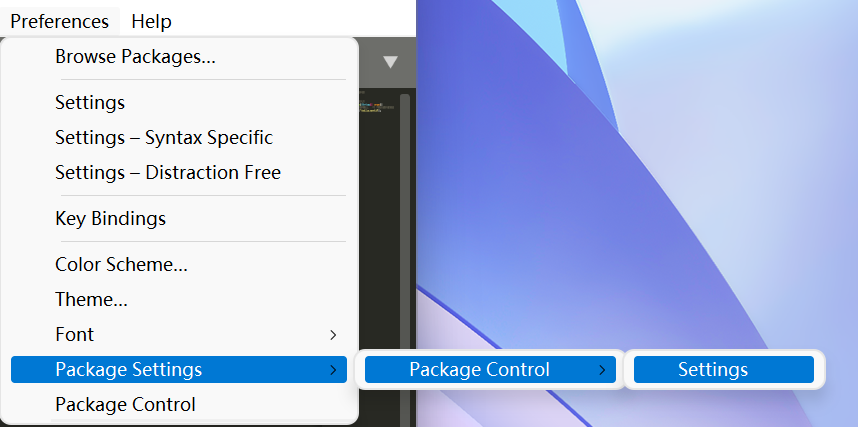 Preferences Help
Browse Packages...
Settings
Settings – Syntax Specific
Settings – Distraction Free
Key Bindings
Color Scheme...
Theme...
Font
Package Settings Package Control Settings
Package Control